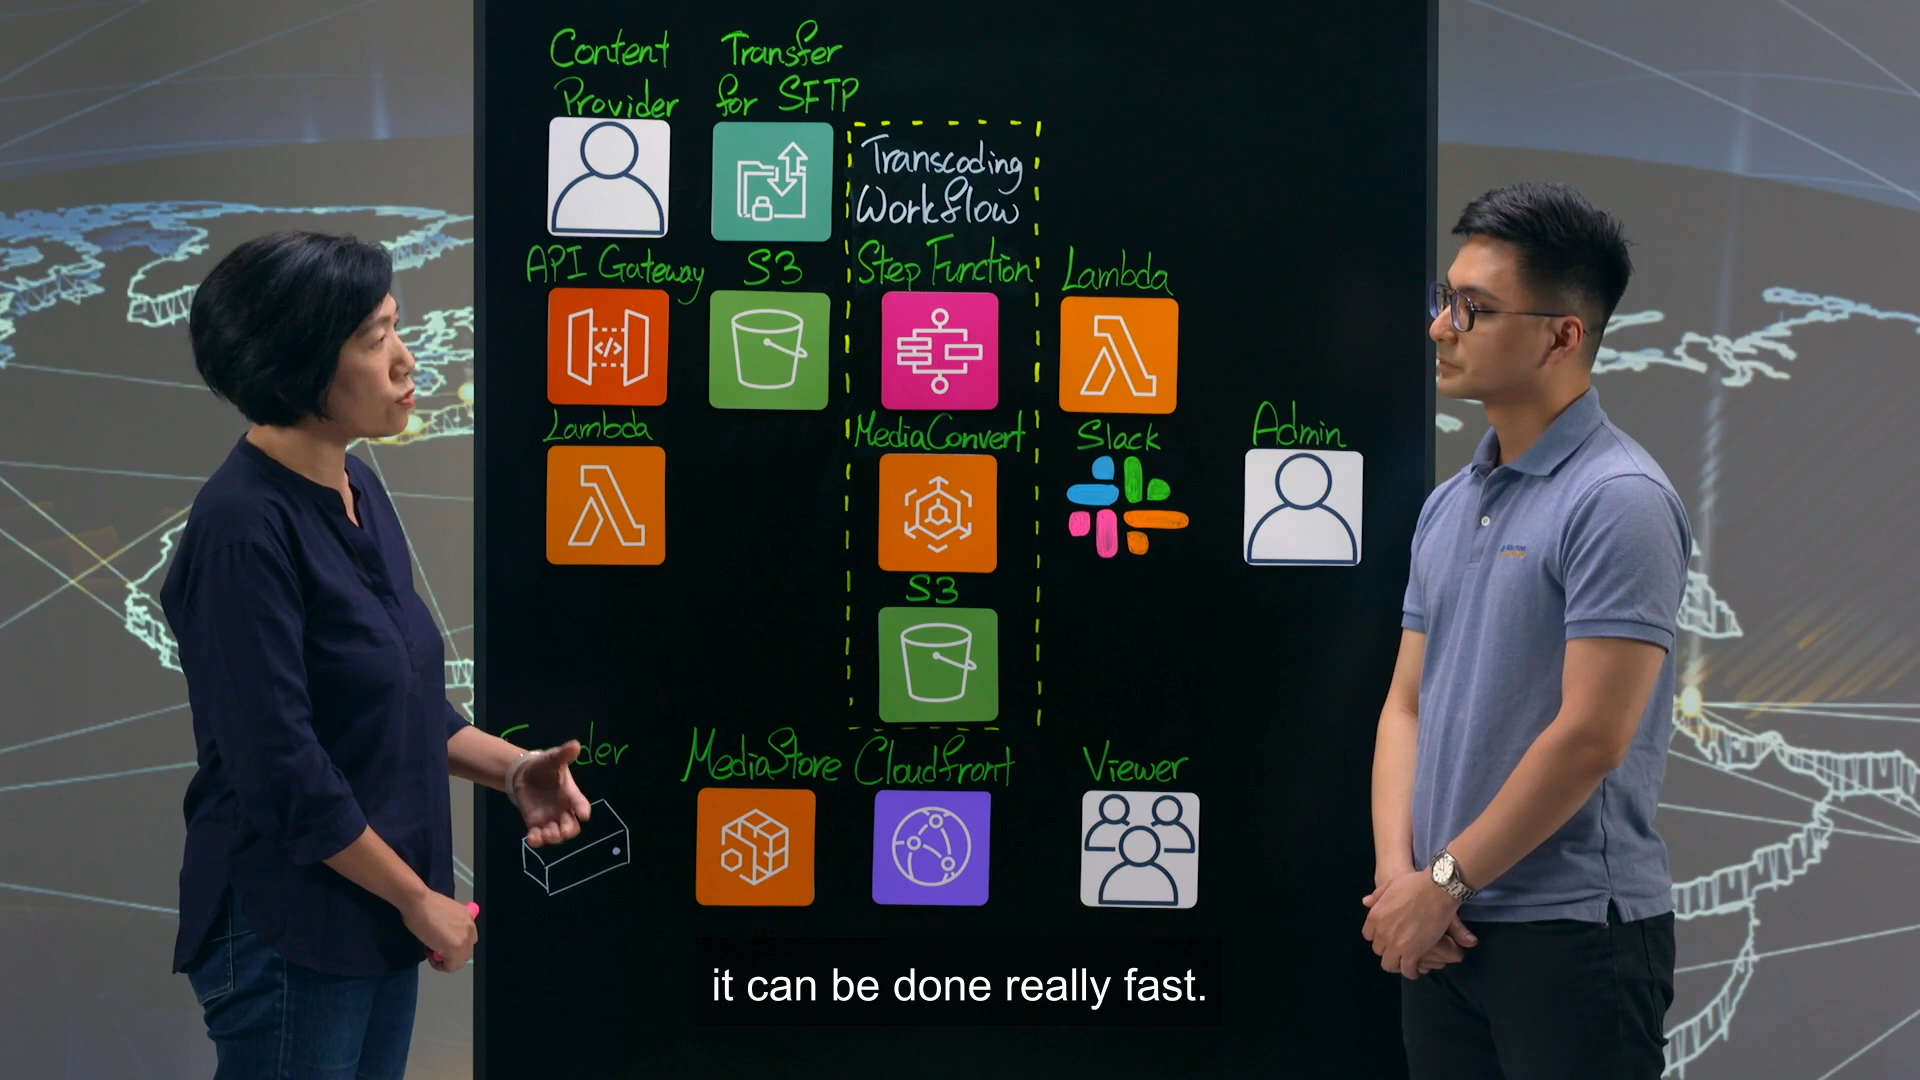 Content
Provider
Transfer
for SFTP
Transcoding
Workflow
API Gateway
S3
Step Function
Lambda
Lambda
MediaConvert
Slack
Admin
</>
S3
MediaStore
Cloudfront
Viewer
it can be done really fast.